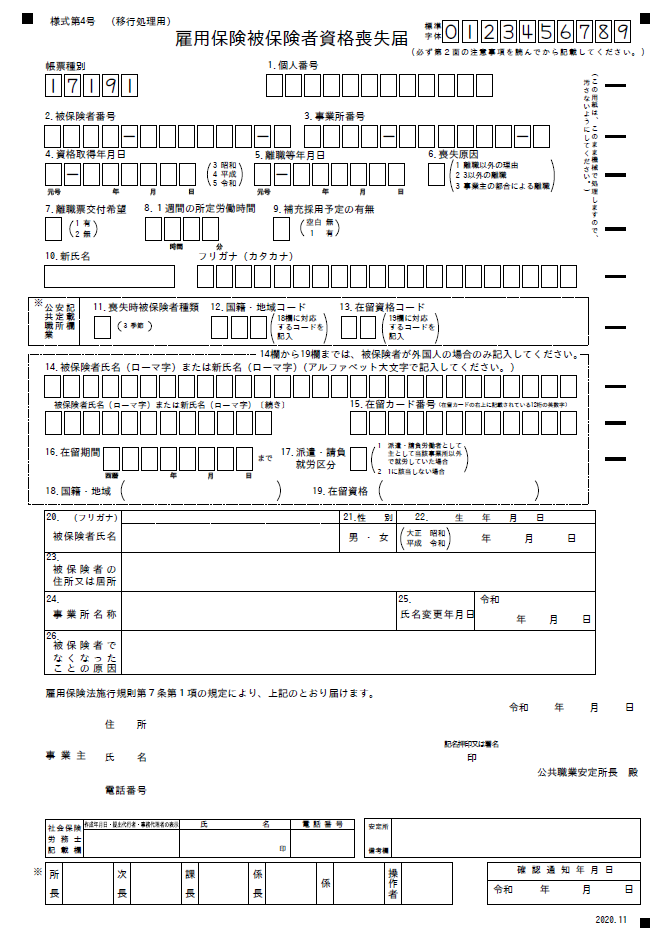 様式第4号 （移行処理用）
雇用保険被保険者資格喪失届
標準字体 0123456789
（必ず第２面の注意事項を読んでから記載してください。）
帳票種別
17191
1.個人番号
（この用紙は、このまま機械で処理しますので、汚さないようにしてください。）
2.被保険者番号
3.事業所番号
4.資格取得年月日
（3 昭和 4 平成 5 令和）
元号 年 月 日
5.離職等年月日
元号 年 月 日
6.喪失原因
1 離職以外の理由
2 3以外の離職
3 事業主の都合による離職
7.離職票交付希望
（1 有 2 無）
8.１週間の所定労働時間
時間 分
9.補充採用予定の有無
（空白 無 1 有）
10.新氏名
フリガナ（カタカナ）
※ 公共職業安定所記載欄
11.喪失時被保険者種類
（3 季節）
12.国籍・地域コード
（18欄に対応するコードを記入）
13.在留資格コード
（19欄に対応するコードを記入）
14欄から19欄までは、被保険者が外国人の場合のみ記入してください。
14.被保険者氏名（ローマ字）または新氏名（ローマ字）（アルファベット大文字で記入してください。）
被保険者氏名（ローマ字）または新氏名（ローマ字）〔続き〕
15.在留カード番号（在留カードの右上に記載されている12桁の英数字）
16.在留期間
西暦 年 月 日 まで
17.派遣・請負就労区分
1 派遣・請負労働者として主として当該事業所以外で就労していた場合
2 1に該当しない場合
18.国籍・地域（ ）
19.在留資格（ ）
20.（フリガナ）
被保険者氏名
21.性 別
男 ・ 女
22. 生 年 月 日
（大正 昭和 平成 令和） 年 月 日
23.
被保険者の住所又は居所
24.
事業所名称
25.
氏名変更年月日
令和
年 月 日
26.
被保険者でなくなったことの原因
雇用保険法施行規則第７条第１項の規定により、上記のとおり届けます。
令和 年 月 日
住 所
事業主 氏 名
記名押印又は署名
印
電話番号
公共職業安定所長 殿
社会保険労務士記載欄
作成年月日・提出代行者・事務代理者の表示
氏 名
電話番号
印
安定所備考欄
※
所長
次長
課長
係長
係
操作者
確認通知年月日
令和 年 月 日
2020.11